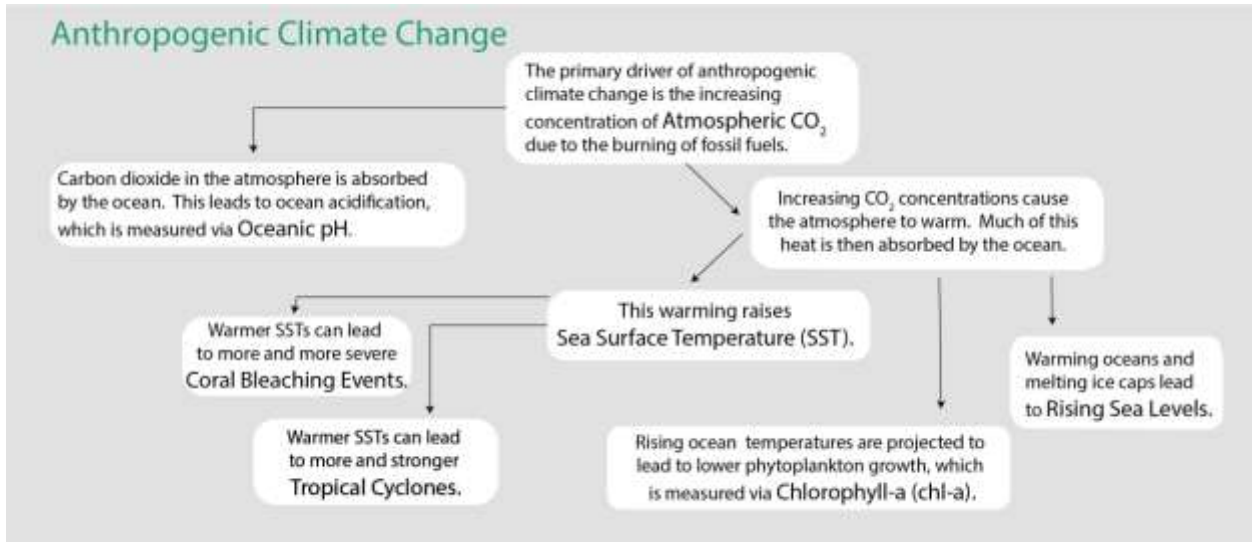 Anthropogenic Climate Change
The primary driver of anthropogenic
climate change is the increasing
concentration of Atmospheric CO₂
due to the burning of fossil fuels.
Carbon dioxide in the atmosphere is absorbed
by the ocean. This leads to ocean acidification,
which is measured via Oceanic pH.
Increasing CO₂ concentrations cause
the atmosphere to warm. Much of this
heat is then absorbed by the ocean.
This warming raises
Sea Surface Temperature (SST).
Warmer SSTs can lead
to more and more severe
Coral Bleaching Events.
Warming oceans and
melting ice caps lead
to Rising Sea Levels.
Warmer SSTs can lead
to more and stronger
Tropical Cyclones.
Rising ocean temperatures are projected to
lead to lower phytoplankton growth, which
is measured via Chlorophyll-a (chl-a).